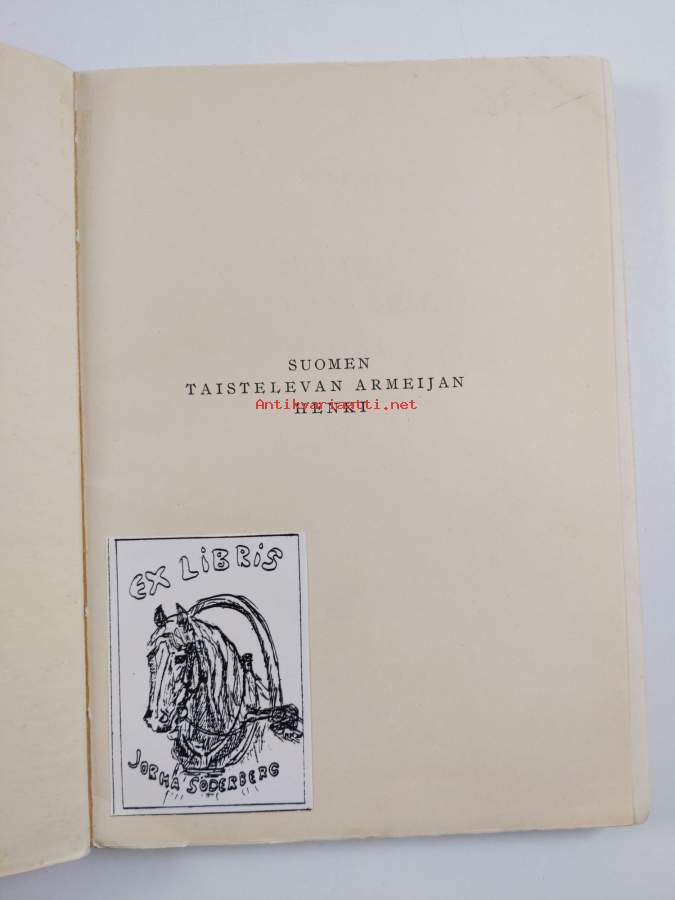 SUOMEN
TAISTELEVAN ARMEIJAN
HENKI
Antikvariaatti.net
EX LiBRiS
JORMA SÖDERBERG